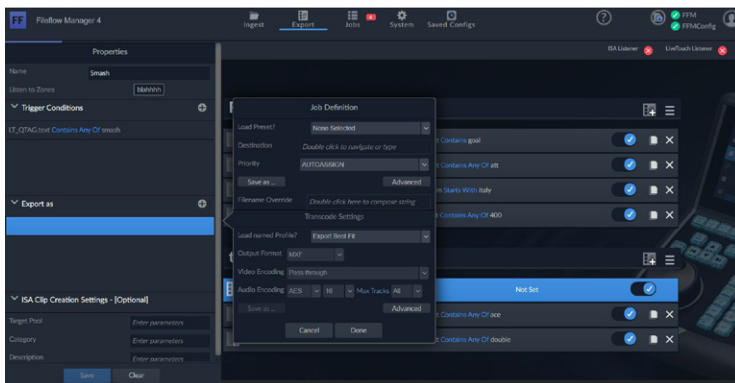 FF Fileflow Manager 4
Ingest Export Jobs System Saved Configs
FFM
FFMConfig
ISA Listener LiveTouch Listener
Properties
Name Smash
Listen to Zones blahhhh
Trigger Conditions
LT_QTAG.text Contains Any Of smash
Export as
ISA Clip Creation Settings - [Optional]
Target Pool Enter parameters
Category Enter parameters
Description Enter parameters
Save Clear
Job Definition
Load Preset? None Selected
Destination Double click to navigate or type
Priority AUTOASSIGN
Save as ... Advanced
Filename Override Double click here to compose string
Transcode Settings
Load named Profile? Export Best Fit
Output Format MXF
Video Encoding Pass through
Audio Encoding AES 16 Max Tracks All
Save as ... Advanced
Cancel Done
t Contains goal
t Contains Any Of att
Starts With italy
t Contains Any Of 400
Not Set
t Contains Any Of ace
t Contains Any Of double